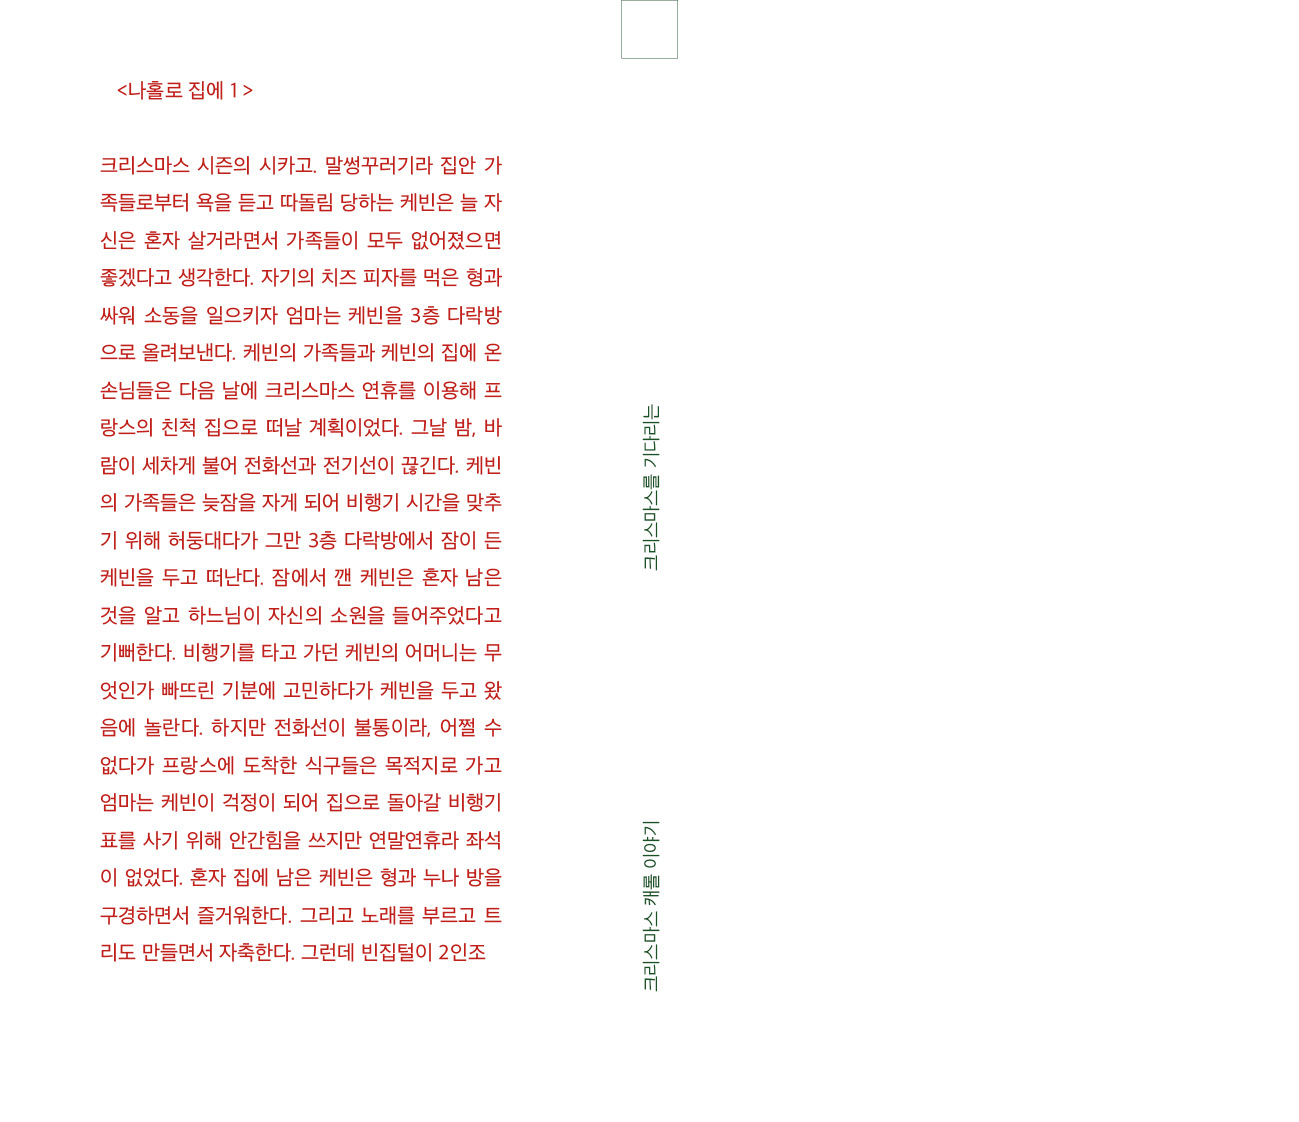 <나홀로 집에 1>
크리스마스 시즌의 시카고. 말썽꾸러기라 집안 가
족들로부터 욕을 듣고 따돌림 당하는 케빈은 늘 자
신은 혼자 살거라면서 가족들이 모두 없어졌으면
좋겠다고 생각한다. 자기의 치즈 피자를 먹은 형과
싸워 소동을 일으키자 엄마는 케빈을 3층 다락방
으로 올려보낸다. 케빈의 가족들과 케빈의 집에 온
손님들은 다음 날에 크리스마스 연휴를 이용해 프
랑스의 친척 집으로 떠날 계획이었다. 그날 밤, 바
람이 세차게 불어 전화선과 전기선이 끊긴다. 케빈
의 가족들은 늦잠을 자게 되어 비행기 시간을 맞추
기 위해 허둥대다가 그만 3층 다락방에서 잠이 든
케빈을 두고 떠난다. 잠에서 깬 케빈은 혼자 남은
것을 알고 하느님이 자신의 소원을 들어주었다고
기뻐한다. 비행기를 타고 가던 케빈의 어머니는 무
엇인가 빠뜨린 기분에 고민하다가 케빈을 두고 왔
음에 놀란다. 하지만 전화선이 불통이라, 어쩔 수
없다가 프랑스에 도착한 식구들은 목적지로 가고
엄마는 케빈이 걱정이 되어 집으로 돌아갈 비행기
표를 사기 위해 안간힘을 쓰지만 연말연휴라 좌석
이 없었다. 혼자 집에 남은 케빈은 형과 누나 방을
구경하면서 즐거워한다. 그리고 노래를 부르고 트
리도 만들면서 자축한다. 그런데 빈집털이 2인조
크리스마스를 기다리는
크리스마스 캐롤 이야기